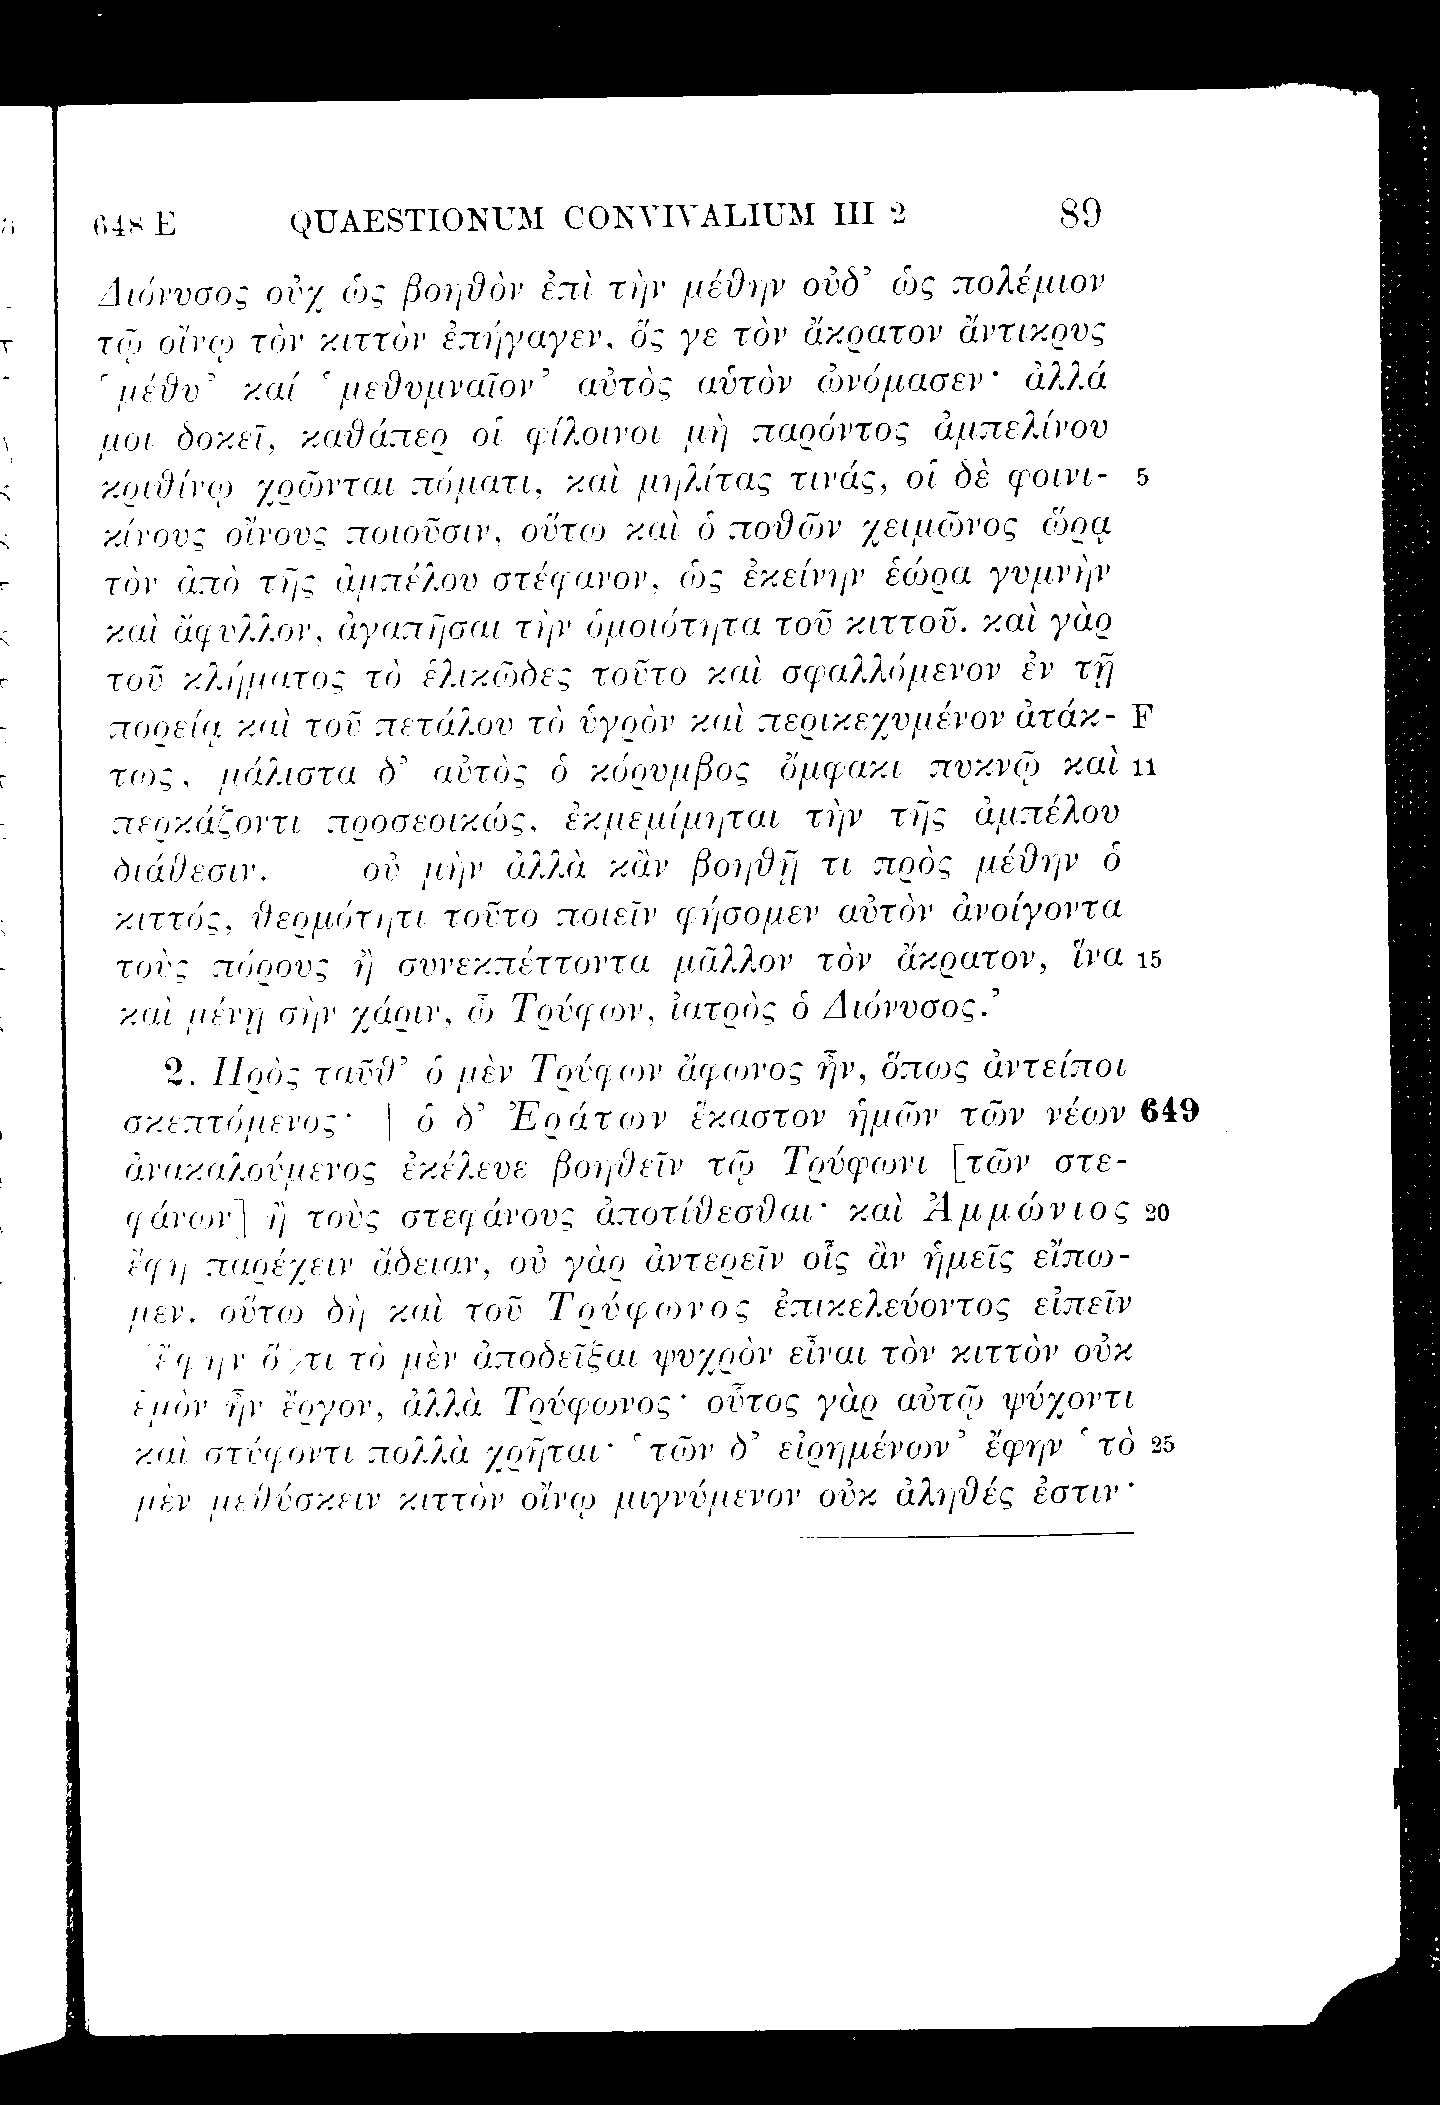 648 E QUAESTIONUM CONVIVALIUM III 2 89
Διόνυσος οὐχ ὡς βοηθὸν ἐπὶ τὴν μέθην οὐδ’ ὡς πολέμιον
τῷ οἴνῳ τὸν κιττὸν ἐπήγαγεν, ὅς γε τὸν ἄκρατον ἄντικρυς
‘μέθυ’ καί ‘μεθυμναῖον’ αὐτὸς αὑτὸν ὠνόμασεν· ἀλλά
μοι δοκεῖ, καθάπερ οἱ φίλοινοι μὴ παρόντος ἀμπελίνου
κριθίνῳ χρῶνται πόματι, καὶ μηλίτας τινάς, οἱ δὲ φοινι- 5
κίνους οἴνους ποιοῦσιν, οὕτω καὶ ὁ ποθῶν χειμῶνος ὥρᾳ
τὸν ἀπὸ τῆς ἀμπέλου στέφανον, ὡς ἐκείνην ἑώρα γυμνὴν
καὶ ἄφυλλον, ἀγαπῆσαι τὴν ὁμοιότητα τοῦ κιττοῦ. καὶ γὰρ
τοῦ κλήματος τὸ ἑλικῶδες τοῦτο καὶ σφαλλόμενον ἐν τῇ
πορείᾳ καὶ τοῦ πετάλου τὸ ὑγρὸν καὶ περικεχυμένον ἀτάκ- F
τως, μάλιστα δ’ αὐτὸς ὁ κόρυμβος ὄμφακι πυκνῷ καὶ 11
περκάζοντι προσεοικώς, ἐκμεμίμηται τὴν τῆς ἀμπέλου
διάθεσιν. οὐ μὴν ἀλλὰ κἂν βοηθῇ τι πρὸς μέθην ὁ
κιττός, θερμότητι τοῦτο ποιεῖν φήσομεν αὐτὸν ἀνοίγοντα
τοὺς πόρους ἢ συνεκπέττοντα μᾶλλον τὸν ἄκρατον, ἵνα 15
καὶ μένῃ σὴν χάριν, ὦ Τρύφων, ἰατρὸς ὁ Διόνυσος.’
2. Πρὸς ταῦθ’ ὁ μὲν Τρύφων ἄφωνος ἦν, ὅπως ἀντείποι
σκεπτόμενος· | ὁ δ’ Ἐράτων ἕκαστον ἡμῶν τῶν νέων 649
ἀνακαλούμενος ἐκέλευε βοηθεῖν τῷ Τρύφωνι [τῶν στε-
φάνων] ἢ τοὺς στεφάνους ἀποτίθεσθαι· καὶ Ἀμμώνιος 20
ἔφη παρέχειν ἄδειαν, οὐ γὰρ ἀντερεῖν οἷς ἂν ἡμεῖς εἴπω-
μεν. οὕτω δὴ καὶ τοῦ Τρύφωνος ἐπικελεύοντος εἰπεῖν
〈ἔφην ὅ〉τι τὸ μὲν ἀποδεῖξαι ψυχρὸν εἶναι τὸν κιττὸν οὐκ
ἐμὸν ἦν ἔργον, ἀλλὰ Τρύφωνος· οὗτος γὰρ αὐτῷ ψύχοντι
καὶ στύφοντι πολλὰ χρῆται· ‘τῶν δ’ εἰρημένων’ ἔφην ‘τὸ 25
μὲν μεθύσκειν κιττὸν οἴνῳ μιγνύμενον οὐκ ἀληθές ἐστιν·